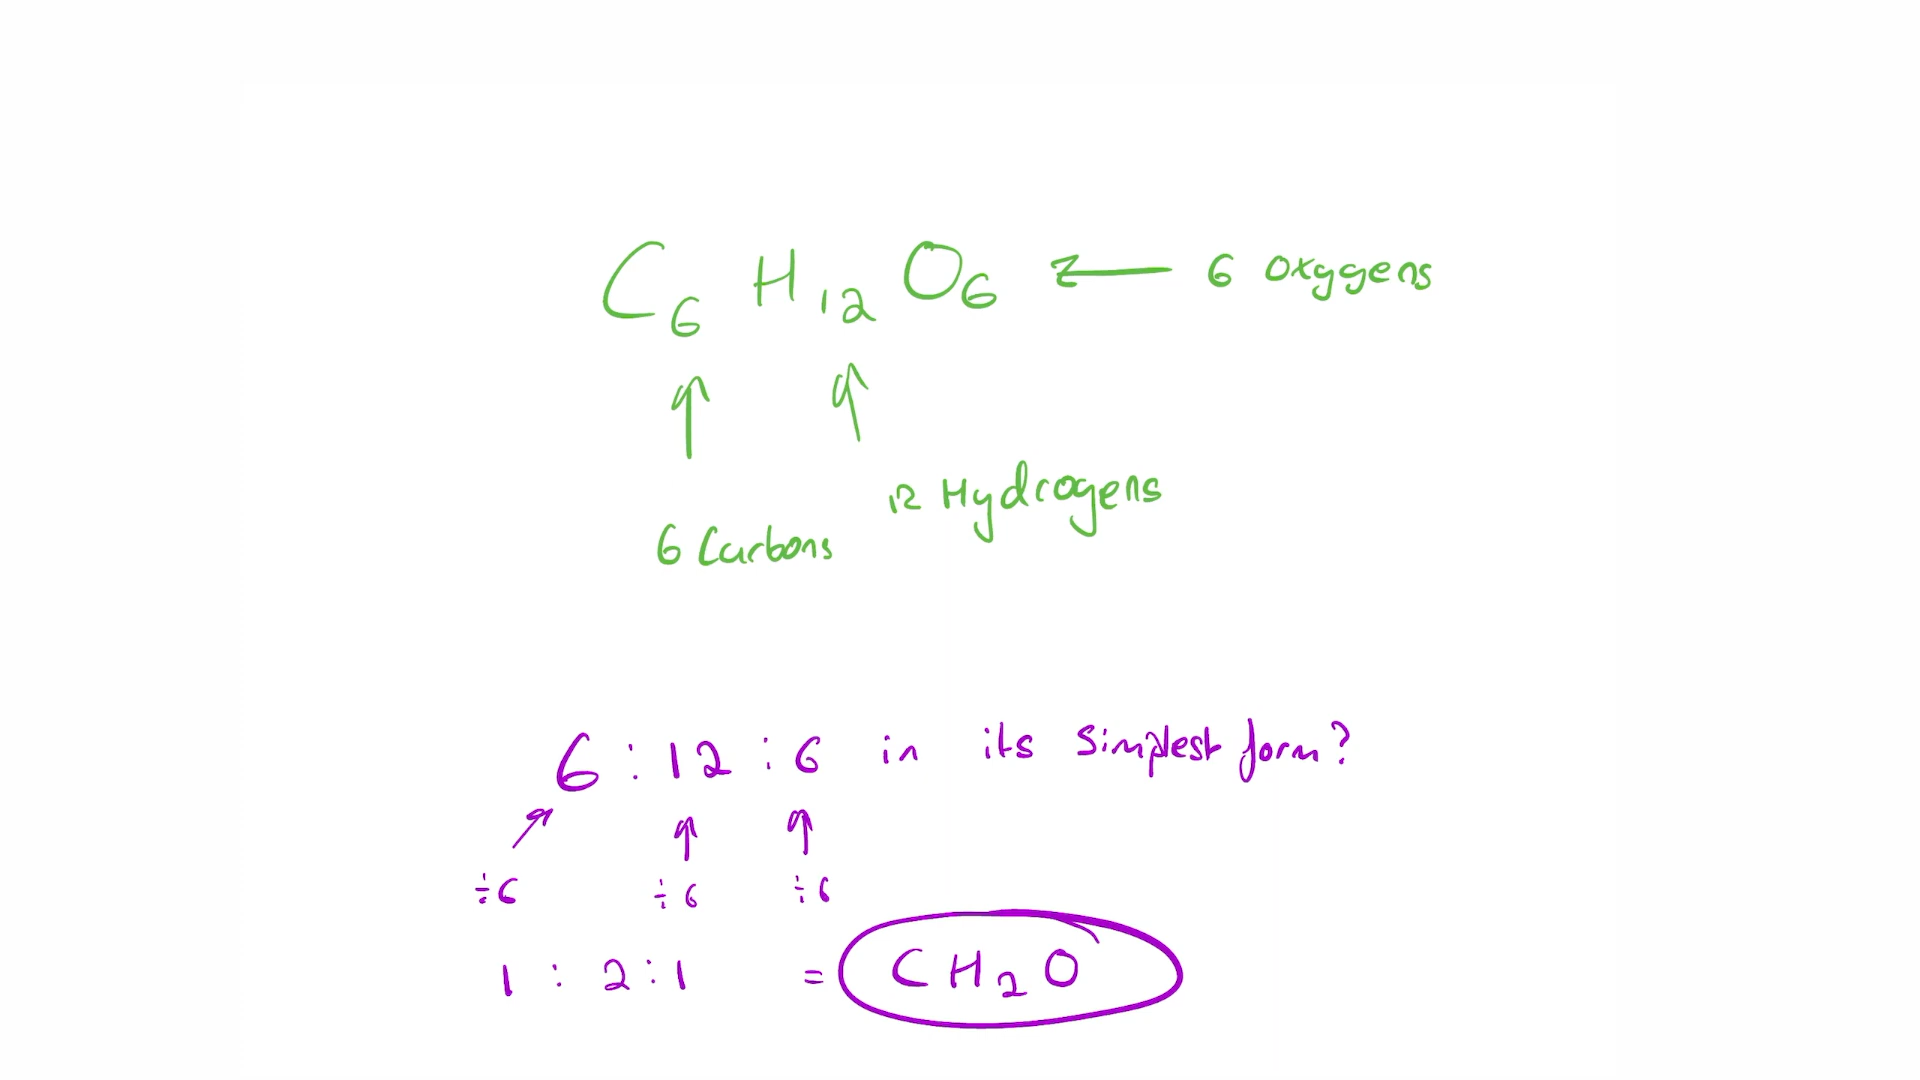 C6 H12 O6 ← 6 Oxygens
12 Hydrogens
6 Carbons
6 : 12 : 6 in its simplest form?
÷6 ÷6 ÷6
1 : 2 : 1 = CH2O